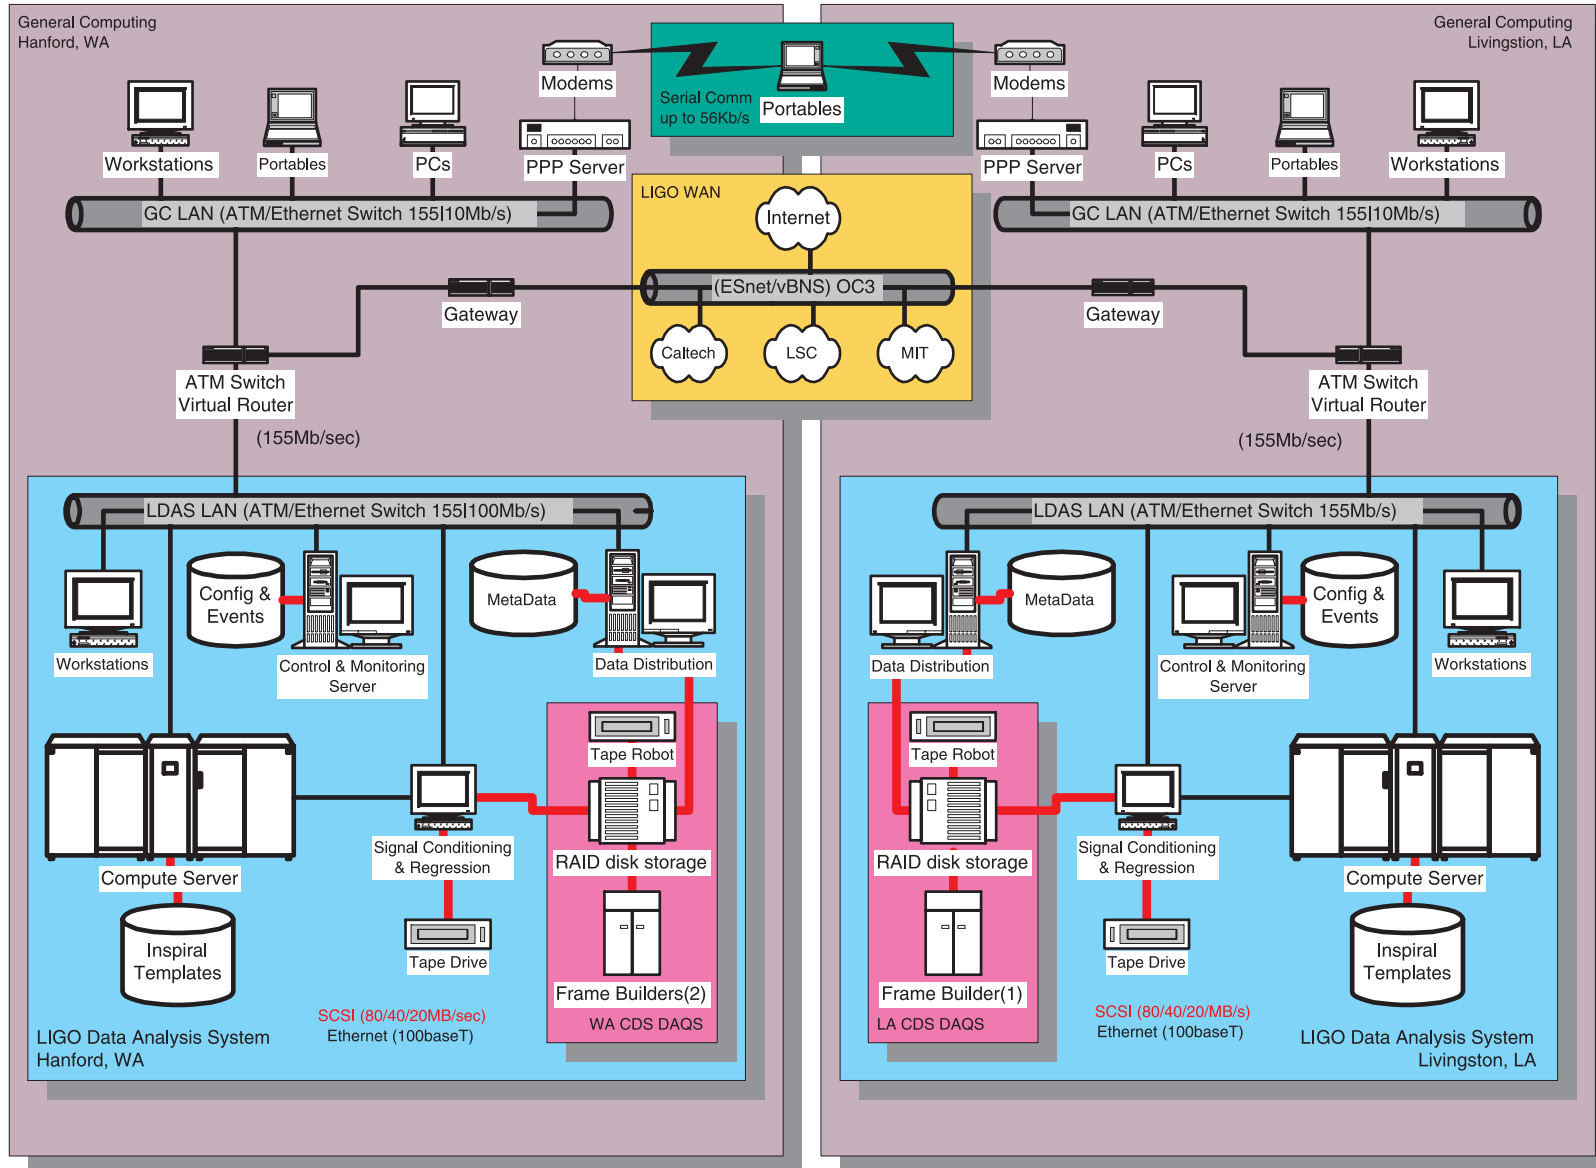 General Computing
Hanford, WA
General Computing
Livingstion, LA
Modems
Serial Comm
up to 56Kb/s
Portables
Modems
Workstations
Portables
PCs
PPP Server
PPP Server
PCs
Portables
Workstations
GC LAN (ATM/Ethernet Switch 155|10Mb/s)
LIGO WAN
Internet
GC LAN (ATM/Ethernet Switch 155|10Mb/s)
(ESnet/vBNS) OC3
Gateway
Gateway
Caltech
LSC
MIT
ATM Switch
Virtual Router
ATM Switch
Virtual Router
(155Mb/sec)
(155Mb/sec)
LDAS LAN (ATM/Ethernet Switch 155|100Mb/s)
LDAS LAN (ATM/Ethernet Switch 155Mb/s)
Config &
Events
MetaData
MetaData
Config &
Events
Workstations
Control & Monitoring
Server
Data Distribution
Data Distribution
Control & Monitoring
Server
Workstations
Tape Robot
Tape Robot
Signal Conditioning
& Regression
RAID disk storage
RAID disk storage
Signal Conditioning
& Regression
Compute Server
Compute Server
Inspiral
Templates
Tape Drive
Frame Builders(2)
Frame Builder(1)
Tape Drive
Inspiral
Templates
SCSI (80/40/20MB/sec)
Ethernet (100baseT)
WA CDS DAQS
LA CDS DAQS
SCSI (80/40/20/MB/s)
Ethernet (100baseT)
LIGO Data Analysis System
Hanford, WA
LIGO Data Analysis System
Livingston, LA